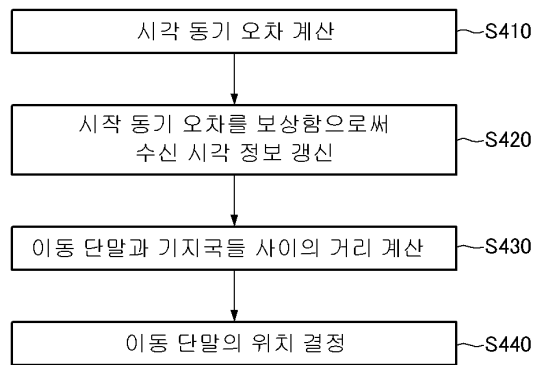 시각 동기 오차 계산
S410
시작 동기 오차를 보상함으로써
수신 시각 정보 갱신
S420
이동 단말과 기지국들 사이의 거리 계산
S430
이동 단말의 위치 결정
S440